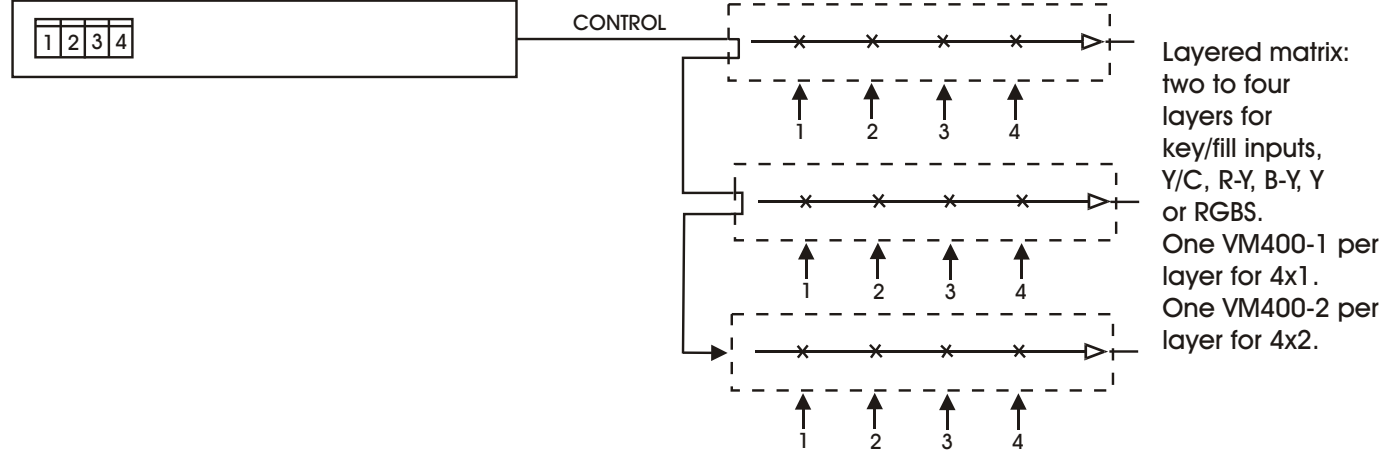 1 2 3 4
CONTROL
1 2 3 4
1 2 3 4
1 2 3 4
Layered matrix:
two to four
layers for
key/fill inputs,
Y/C, R-Y, B-Y, Y
or RGBS.
One VM400-1 per
layer for 4x1.
One VM400-2 per
layer for 4x2.